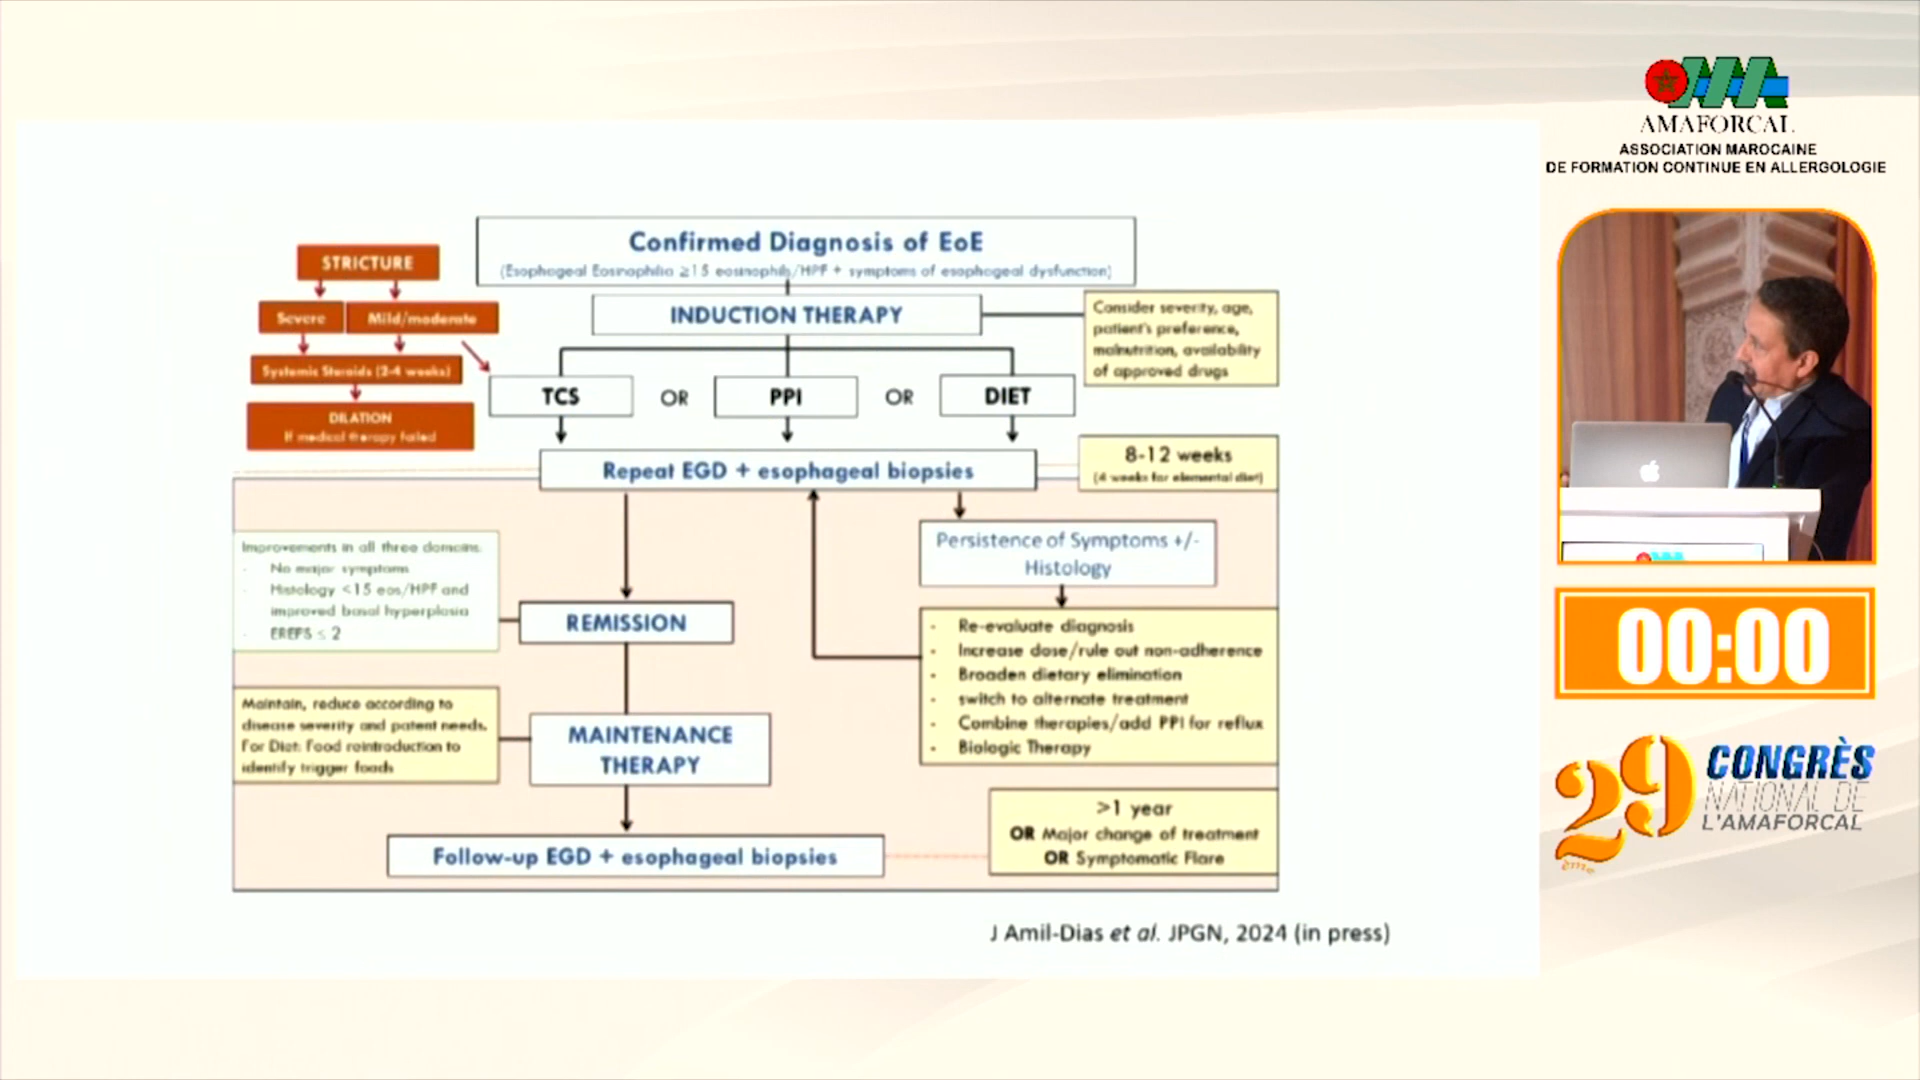 AMAFORCAL
ASSOCIATION MAROCAINE
DE FORMATION CONTINUE EN ALLERGOLOGIE
Confirmed Diagnosis of EoE
(Esophageal Eosinophilia ≥15 eosinophils/HPF + symptoms of esophageal dysfunction)
STRICTURE
Severe
Mild/moderate
Systemic Steroids (2-4 weeks)
DILATION
If medical therapy failed
INDUCTION THERAPY
Consider severity, age,
patient's preference,
malnutrition, availability
of approved drugs
TCS OR PPI OR DIET
Repeat EGD + esophageal biopsies
8-12 weeks
(4 weeks for elemental diet)
Improvements in all three domains.
- No major symptoms
- Histology <15 eos/HPF and
improved basal hyperplasia
- EREFS ≤ 2
REMISSION
Persistence of Symptoms +/-
Histology
- Re-evaluate diagnosis
- Increase dose/rule out non-adherence
- Broaden dietary elimination
- switch to alternate treatment
- Combine therapies/add PPI for reflux
- Biologic Therapy
Maintain, reduce according to
disease severity and patent needs.
For Diet: Food reintroduction to
identify trigger foods
MAINTENANCE
THERAPY
>1 year
OR Major change of treatment
OR Symptomatic Flare
Follow-up EGD + esophageal biopsies
J Amil-Dias et al. JPGN, 2024 (in press)
00:00
29ème
CONGRÈS
NATIONAL DE
L'AMAFORCAL